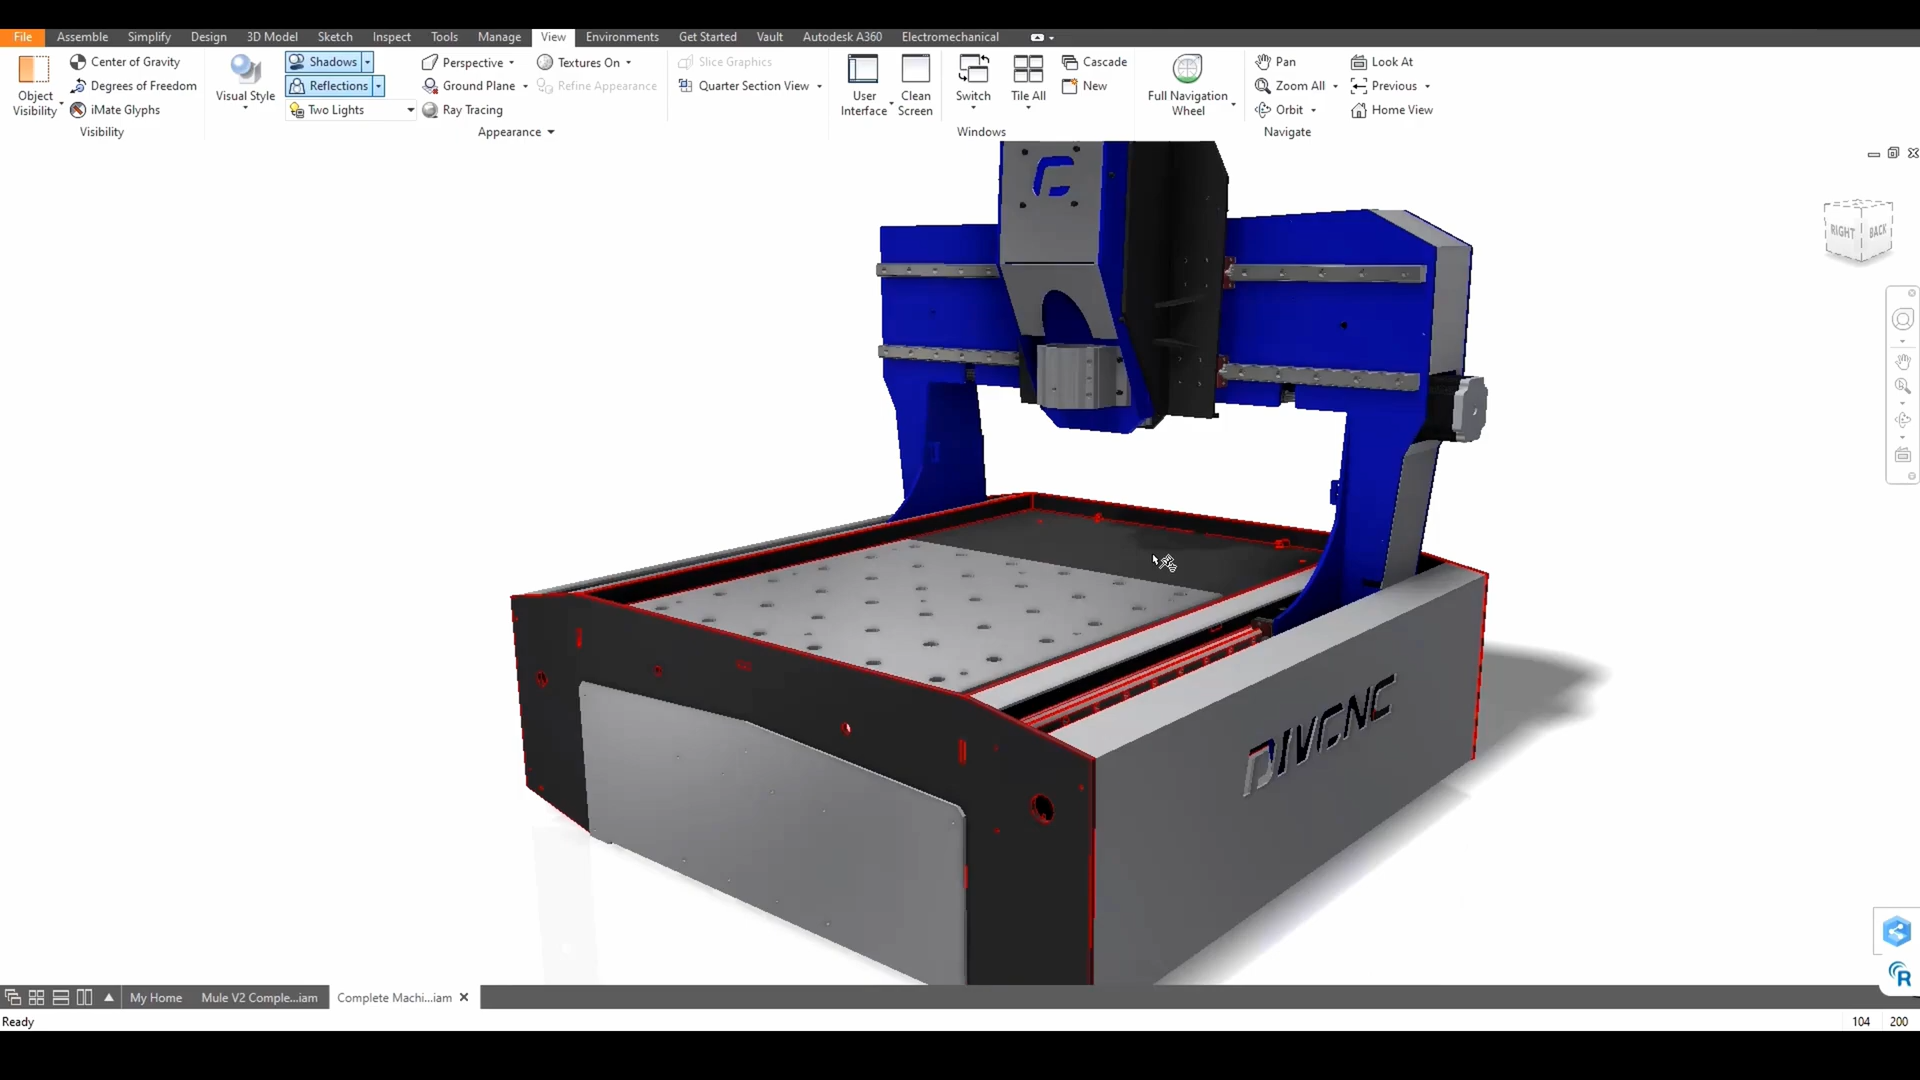 File Assemble Simplify Design 3D Model Sketch Inspect Tools Manage View Environments Get Started Vault Autodesk A360 Electromechanical
Object Visibility
Center of Gravity
Degrees of Freedom
iMate Glyphs
Visibility
Visual Style
Shadows
Reflections
Two Lights
Perspective
Ground Plane
Ray Tracing
Textures On
Refine Appearance
Appearance
Slice Graphics
Quarter Section View
User Interface
Clean Screen
Switch
Tile All
Cascade
New
Windows
Full Navigation Wheel
Pan
Zoom All
Orbit
Look At
Previous
Home View
Navigate
RIGHT BACK
DIVCNC
My Home Mule V2 Comple...iam Complete Machi...iam
Ready 104 200